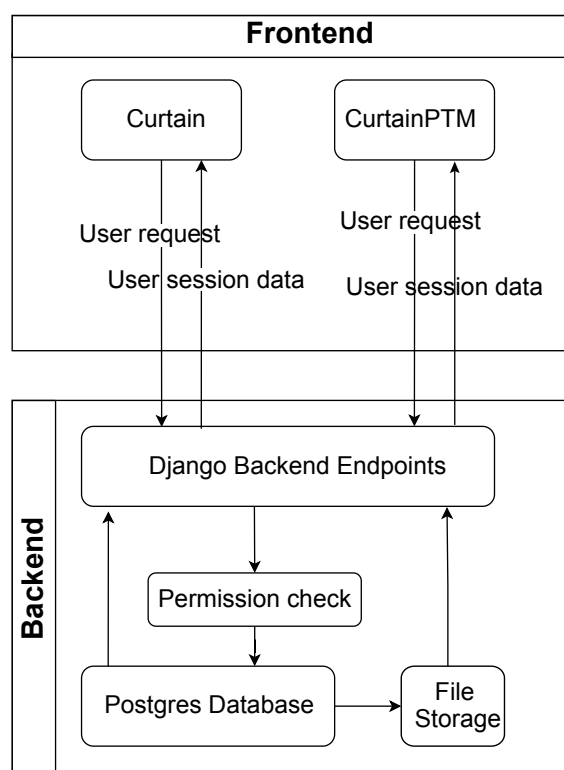 Frontend
Curtain
CurtainPTM
User request
User request
User session data
User session data
Backend
Django Backend Endpoints
Permission check
Postgres Database
File
Storage